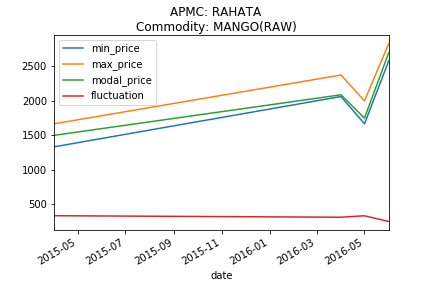 APMC: RAHATA
Commodity: MANGO(RAW)
min_price
max_price
modal_price
fluctuation
2500
2000
1500
1000
500
2015-05
2015-07
2015-09
2015-11
2016-01
2016-03
2016-05
date